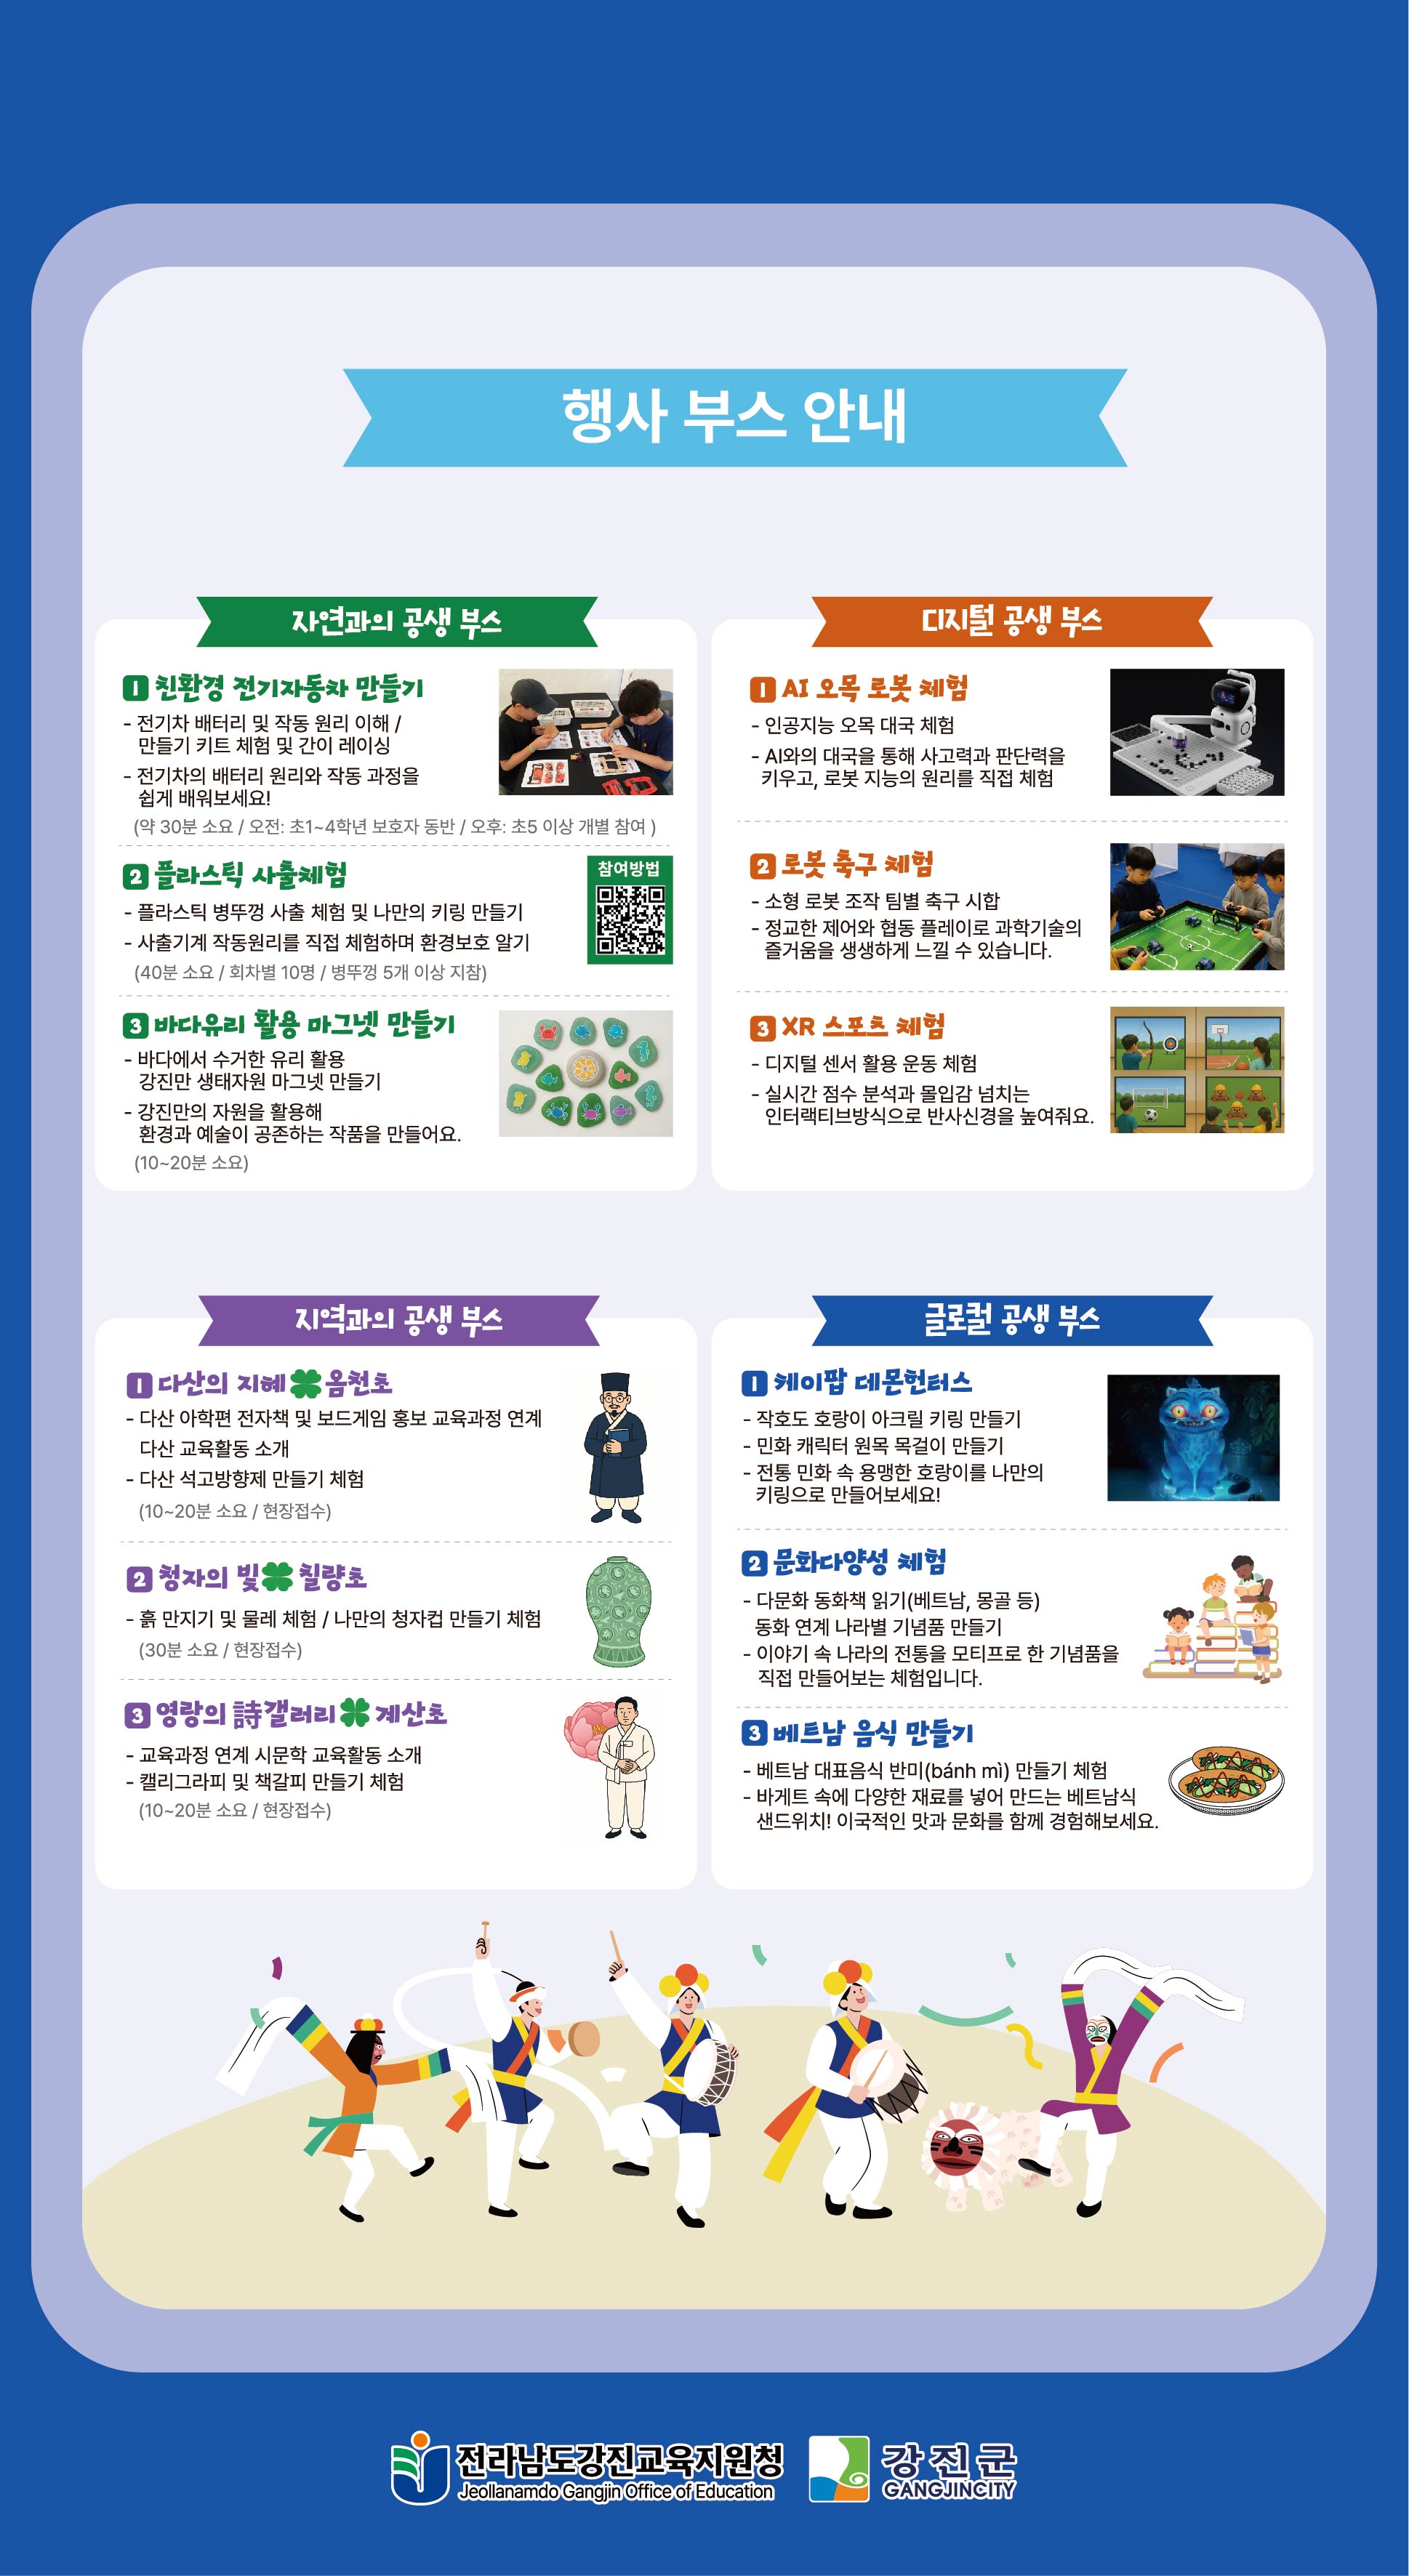 행사 부스 안내
자연과의 공생 부스
1 친환경 전기자동차 만들기
- 전기차 배터리 및 작동 원리 이해 /
만들기 키트 체험 및 간이 레이싱
- 전기차의 배터리 원리와 작동 과정을
쉽게 배워보세요!
(약 30분 소요 / 오전: 초1~4학년 보호자 동반 / 오후: 초5 이상 개별 참여 )
2 플라스틱 사출체험
참여방법
- 플라스틱 병뚜껑 사출 체험 및 나만의 키링 만들기
- 사출기계 작동원리를 직접 체험하며 환경보호 알기
(40분 소요 / 회차별 10명 / 병뚜껑 5개 이상 지참)
3 바다유리 활용 마그넷 만들기
- 바다에서 수거한 유리 활용
강진만 생태자원 마그넷 만들기
- 강진만의 자원을 활용해
환경과 예술이 공존하는 작품을 만들어요.
(10~20분 소요)
디지털 공생 부스
1 AI 오목 로봇 체험
- 인공지능 오목 대국 체험
- AI와의 대국을 통해 사고력과 판단력을
키우고, 로봇 지능의 원리를 직접 체험
2 로봇 축구 체험
- 소형 로봇 조작 팀별 축구 시합
- 정교한 제어와 협동 플레이로 과학기술의
즐거움을 생생하게 느낄 수 있습니다.
3 XR 스포츠 체험
- 디지털 센서 활용 운동 체험
- 실시간 점수 분석과 몰입감 넘치는
인터랙티브방식으로 반사신경을 높여줘요.
지역과의 공생 부스
1 다산의 지혜 옴천초
- 다산 아학편 전자책 및 보드게임 홍보 교육과정 연계
다산 교육활동 소개
- 다산 석고방향제 만들기 체험
(10~20분 소요 / 현장접수)
2 청자의 빛 칠량초
- 흙 만지기 및 물레 체험 / 나만의 청자컵 만들기 체험
(30분 소요 / 현장접수)
3 영랑의 詩갤러리 계산초
- 교육과정 연계 시문학 교육활동 소개
- 캘리그라피 및 책갈피 만들기 체험
(10~20분 소요 / 현장접수)
글로컬 공생 부스
1 케이팝 데몬헌터스
- 작호도 호랑이 아크릴 키링 만들기
- 민화 캐릭터 원목 목걸이 만들기
- 전통 민화 속 용맹한 호랑이를 나만의
키링으로 만들어보세요!
2 문화다양성 체험
- 다문화 동화책 읽기(베트남, 몽골 등)
동화 연계 나라별 기념품 만들기
- 이야기 속 나라의 전통을 모티프로 한 기념품을
직접 만들어보는 체험입니다.
3 베트남 음식 만들기
- 베트남 대표음식 반미(bánh mì) 만들기 체험
- 바게트 속에 다양한 재료를 넣어 만드는 베트남식
샌드위치! 이국적인 맛과 문화를 함께 경험해보세요.
전라남도강진교육지원청
Jeollanamdo Gangjin Office of Education
강진군
GANGJINCITY